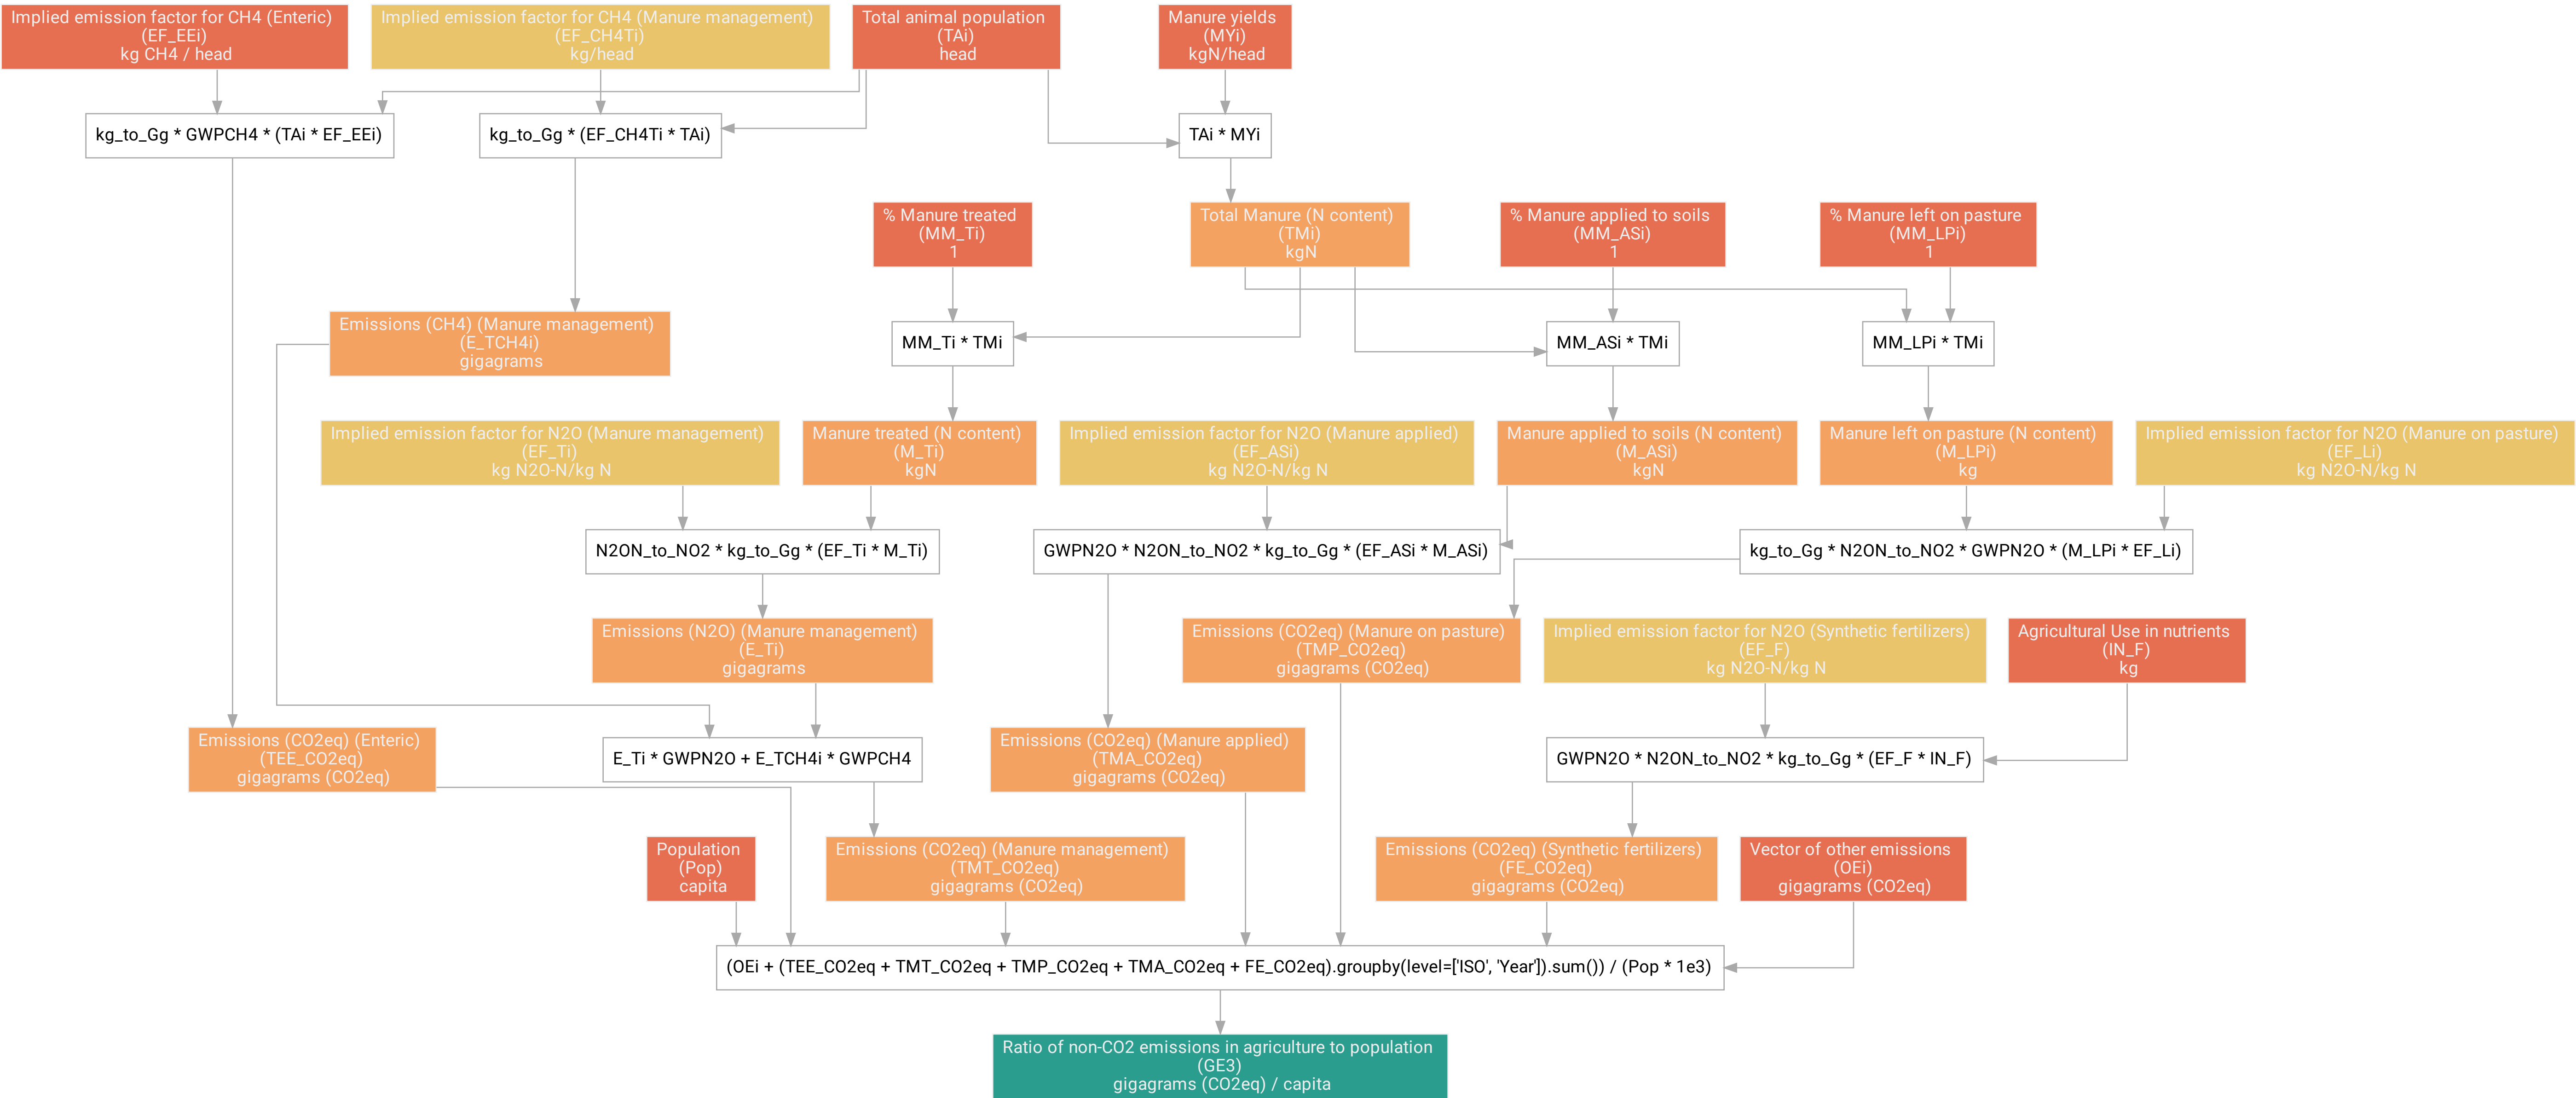 Implied emission factor for CH4 (Enteric)
(EF_EEi)
kg CH4 / head
Implied emission factor for CH4 (Manure management)
(EF_CH4Ti)
kg/head
Total animal population
(TAi)
head
Manure yields
(MYi)
kgN/head
kg_to_Gg * GWPCH4 * (TAi * EF_EEi)
kg_to_Gg * (EF_CH4Ti * TAi)
TAi * MYi
% Manure treated
(MM_Ti)
1
Total Manure (N content)
(TMi)
kgN
% Manure applied to soils
(MM_ASi)
1
% Manure left on pasture
(MM_LPi)
1
Emissions (CH4) (Manure management)
(E_TCH4i)
gigagrams
MM_Ti * TMi
MM_ASi * TMi
MM_LPi * TMi
Implied emission factor for N2O (Manure management)
(EF_Ti)
kg N2O-N/kg N
Manure treated (N content)
(M_Ti)
kgN
Implied emission factor for N2O (Manure applied)
(EF_ASi)
kg N2O-N/kg N
Manure applied to soils (N content)
(M_ASi)
kgN
Manure left on pasture (N content)
(M_LPi)
kg
Implied emission factor for N2O (Manure on pasture)
(EF_Li)
kg N2O-N/kg N
N2ON_to_NO2 * kg_to_Gg * (EF_Ti * M_Ti)
GWPN2O * N2ON_to_NO2 * kg_to_Gg * (EF_ASi * M_ASi)
kg_to_Gg * N2ON_to_NO2 * GWPN2O * (M_LPi * EF_Li)
Emissions (N2O) (Manure management)
(E_Ti)
gigagrams
Emissions (CO2eq) (Manure on pasture)
(TMP_CO2eq)
gigagrams (CO2eq)
Implied emission factor for N2O (Synthetic fertilizers)
(EF_F)
kg N2O-N/kg N
Agricultural Use in nutrients
(IN_F)
kg
Emissions (CO2eq) (Enteric)
(TEE_CO2eq)
gigagrams (CO2eq)
E_Ti * GWPN2O + E_TCH4i * GWPCH4
Emissions (CO2eq) (Manure applied)
(TMA_CO2eq)
gigagrams (CO2eq)
GWPN2O * N2ON_to_NO2 * kg_to_Gg * (EF_F * IN_F)
Population
(Pop)
capita
Emissions (CO2eq) (Manure management)
(TMT_CO2eq)
gigagrams (CO2eq)
Emissions (CO2eq) (Synthetic fertilizers)
(FE_CO2eq)
gigagrams (CO2eq)
Vector of other emissions
(OEi)
gigagrams (CO2eq)
(OEi + (TEE_CO2eq + TMT_CO2eq + TMP_CO2eq + TMA_CO2eq + FE_CO2eq).groupby(level=['ISO', 'Year']).sum()) / (Pop * 1e3)
Ratio of non-CO2 emissions in agriculture to population
(GE3)
gigagrams (CO2eq) / capita